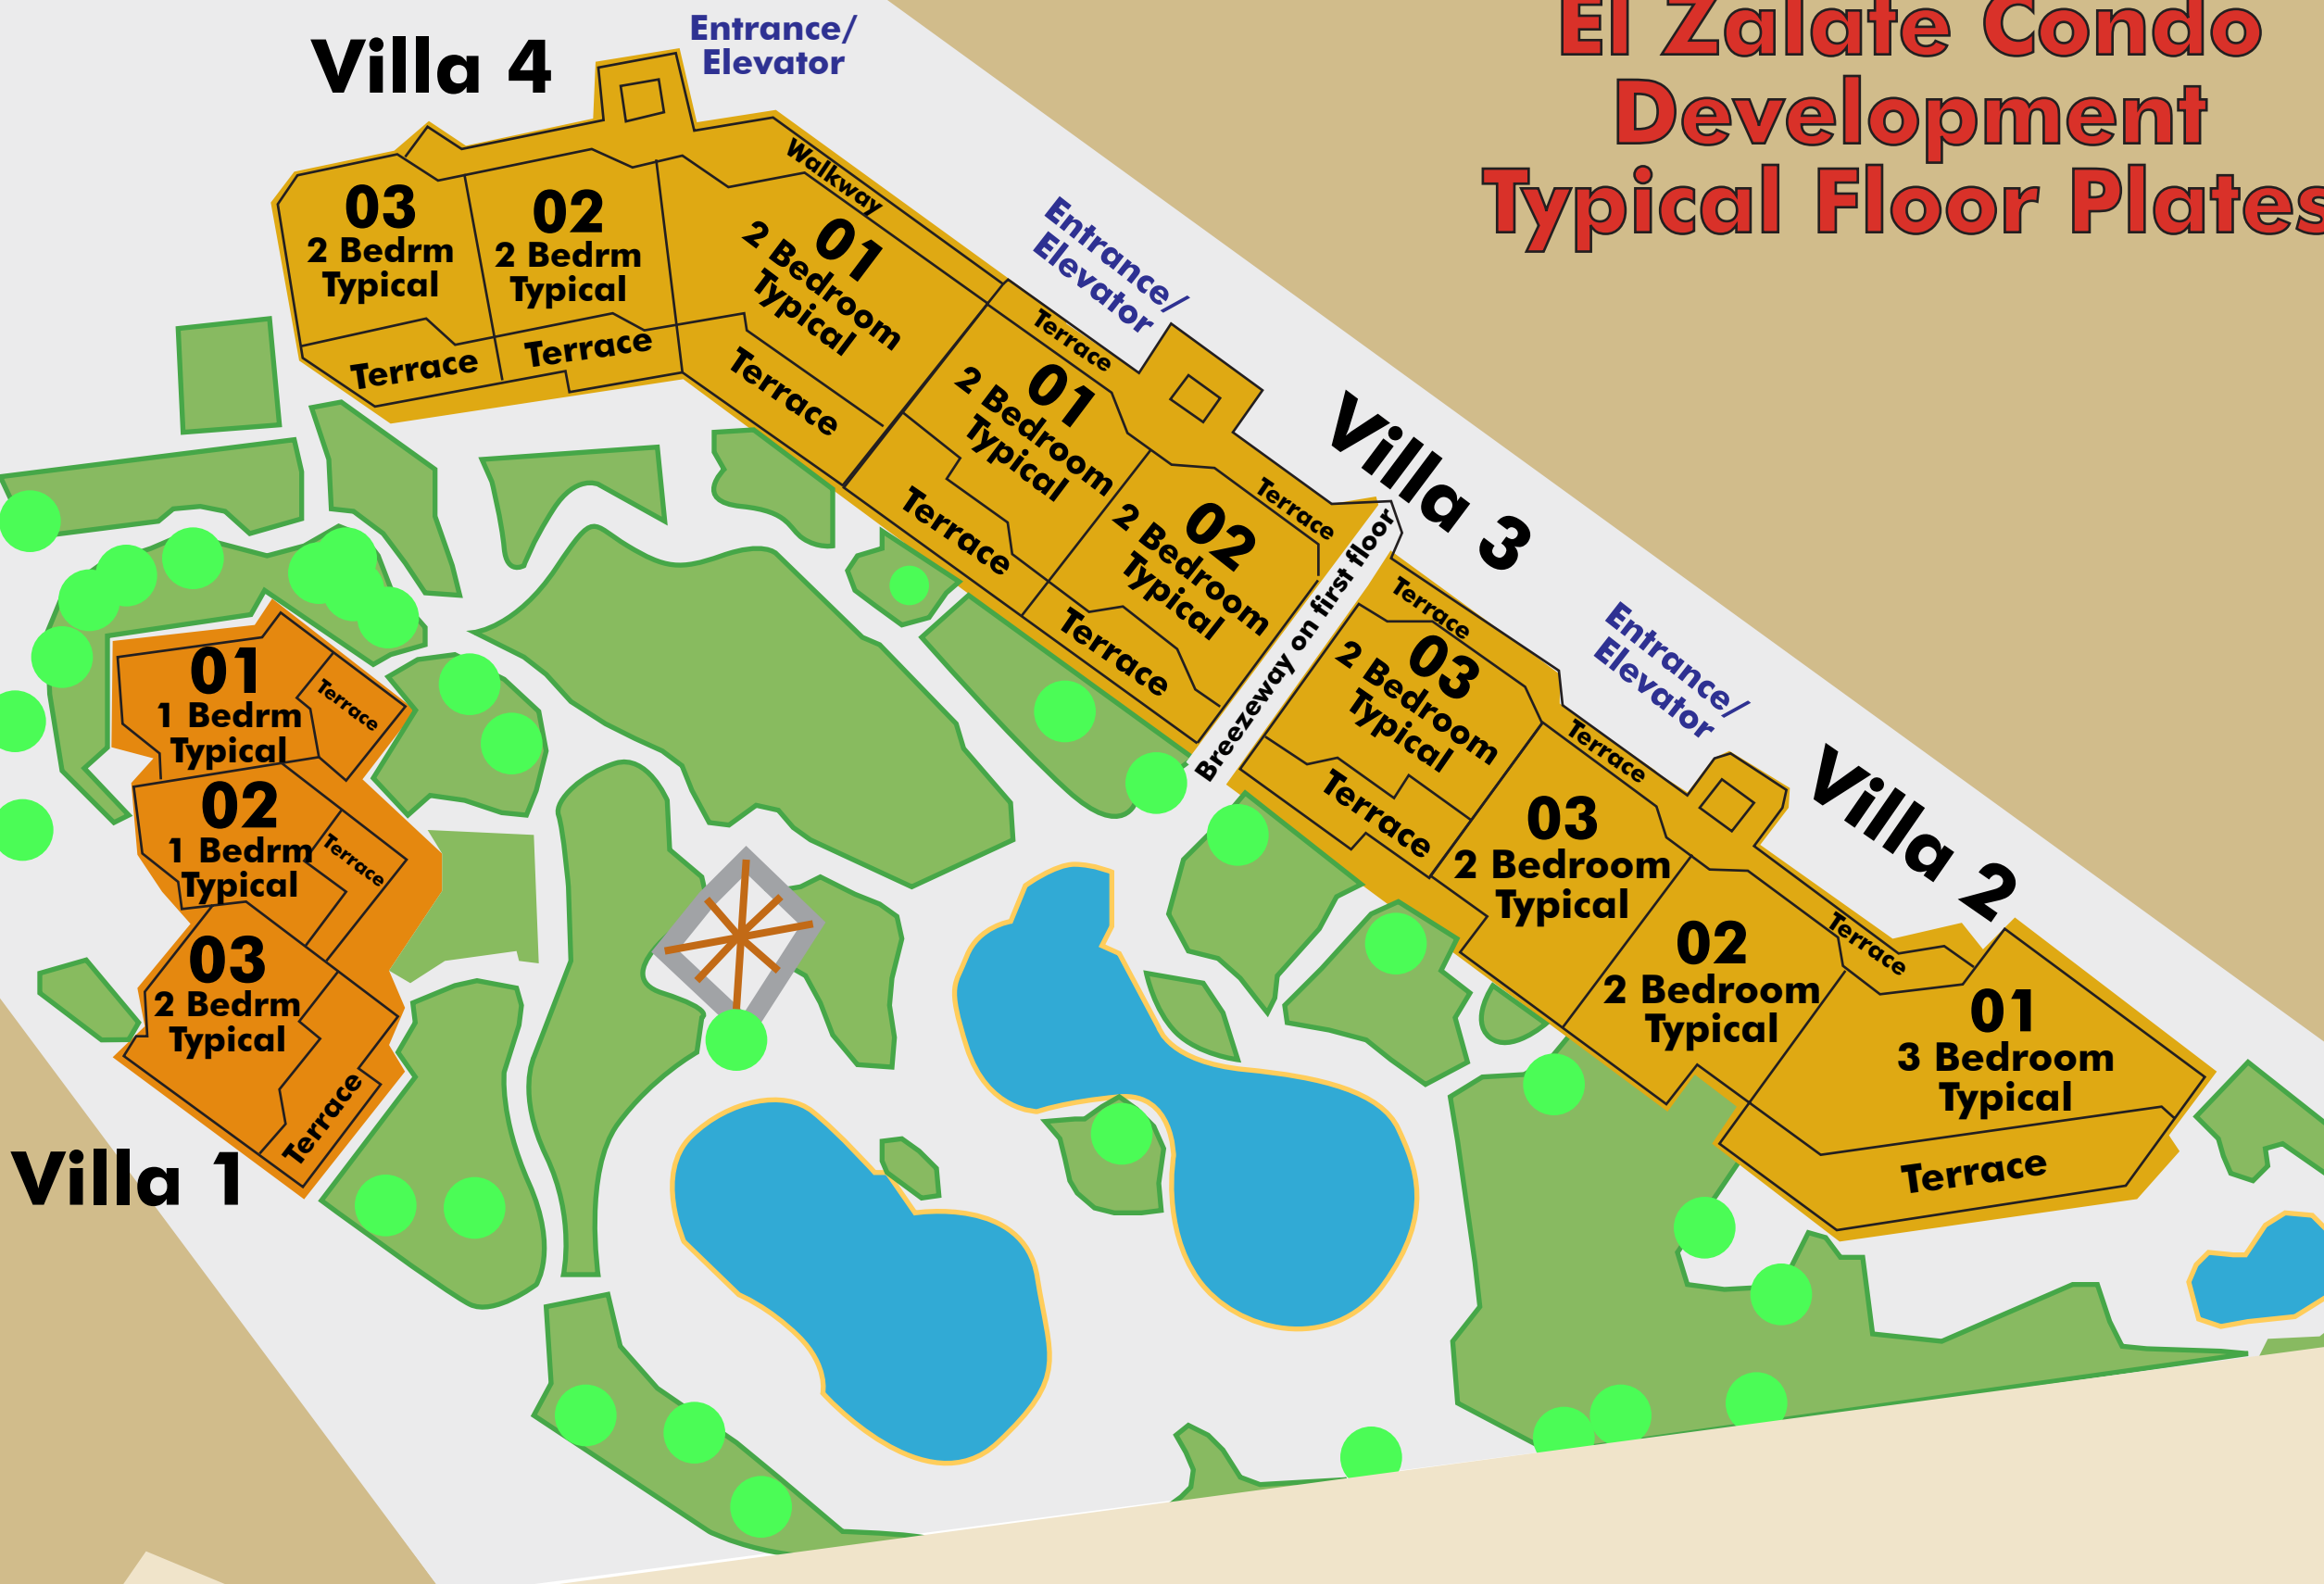 El Zalate Condo
Development
Typical Floor Plates
Villa 4
Entrance/
Elevator
03
2 Bedrm
Typical
Terrace
02
2 Bedrm
Typical
Terrace
Walkway
01
2 Bedroom
Typical
Terrace
Entrance/
Elevator
Villa 3
Terrace
01
2 Bedroom
Typical
Terrace
Terrace
02
2 Bedroom
Typical
Terrace
Breezeway on first floor
Terrace
03
2 Bedroom
Typical
Terrace
Entrance/
Elevator
Villa 2
Terrace
03
2 Bedroom
Typical
02
2 Bedroom
Typical
Terrace
01
3 Bedroom
Typical
Terrace
01
1 Bedrm
Typical
Terrace
02
1 Bedrm
Typical
Terrace
03
2 Bedrm
Typical
Terrace
Villa 1